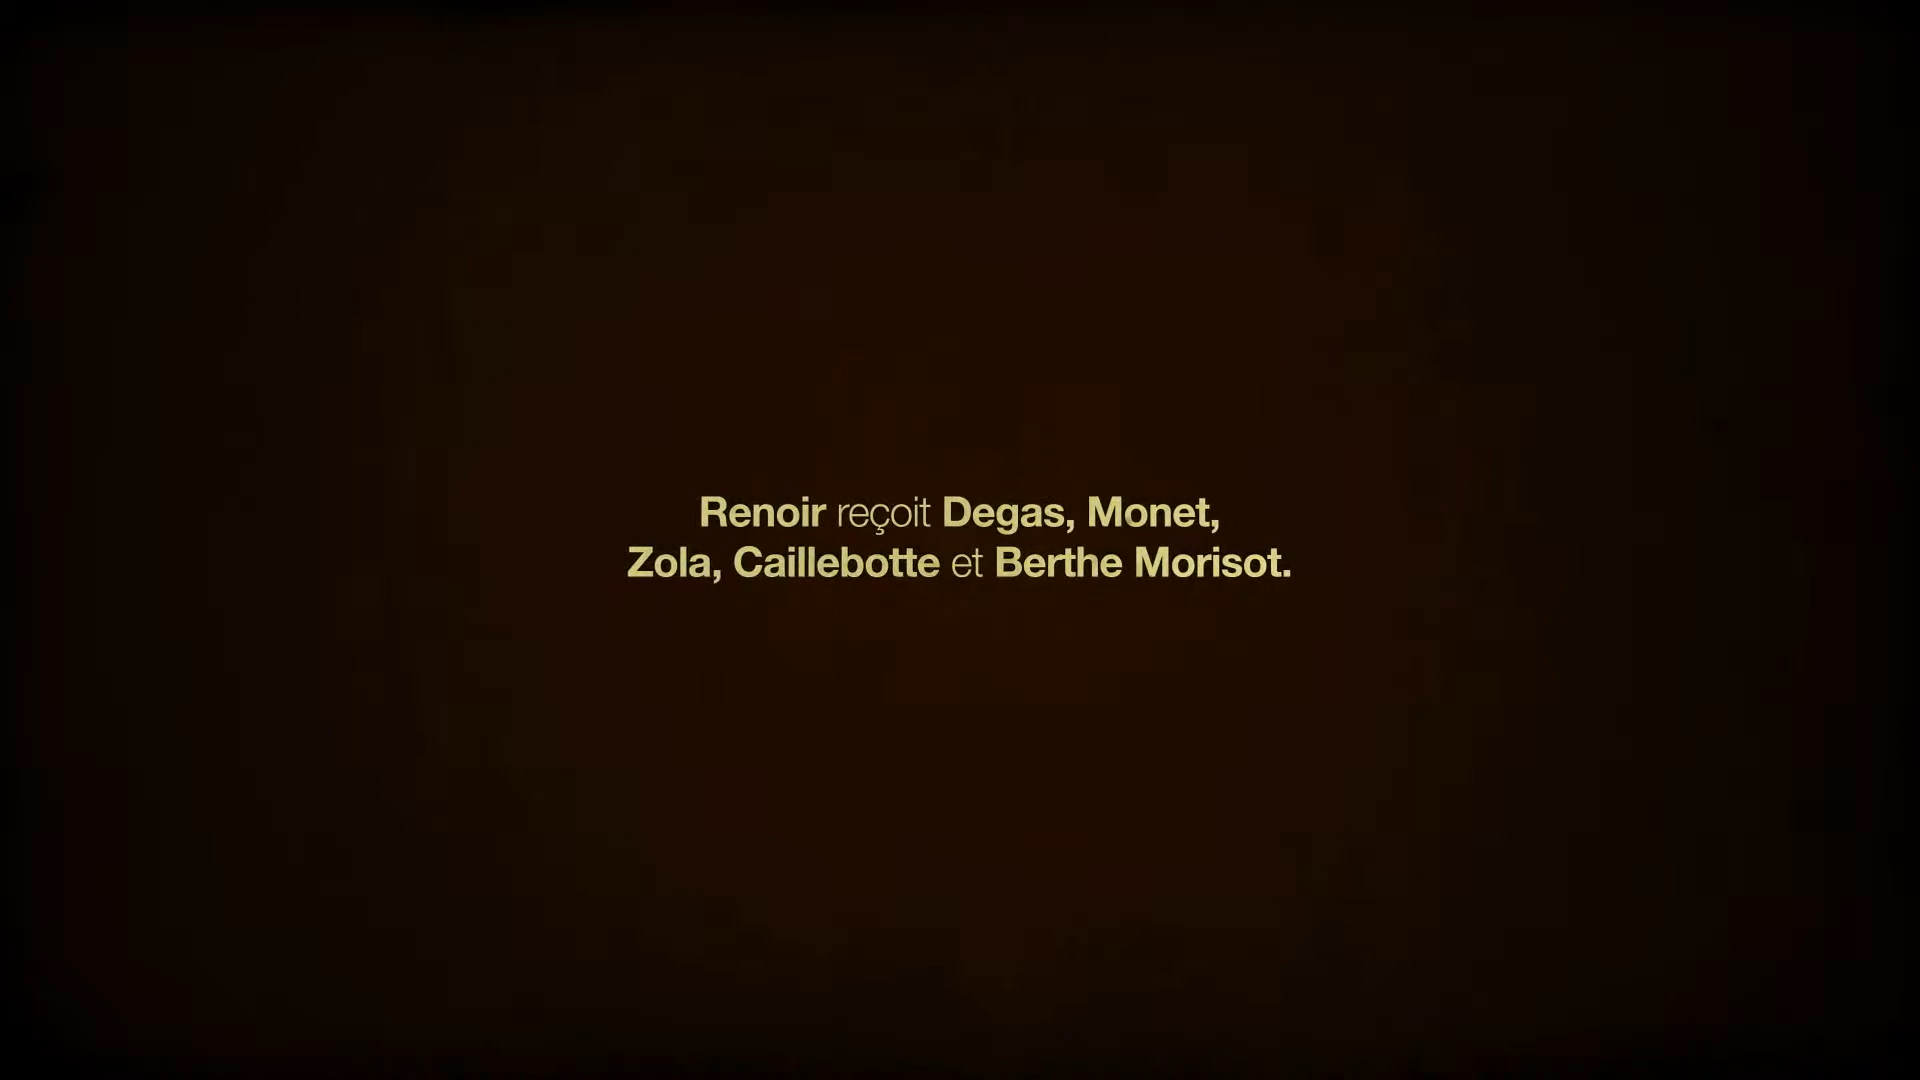 Renoir reçoit Degas, Monet,
Zola, Caillebotte et Berthe Morisot.